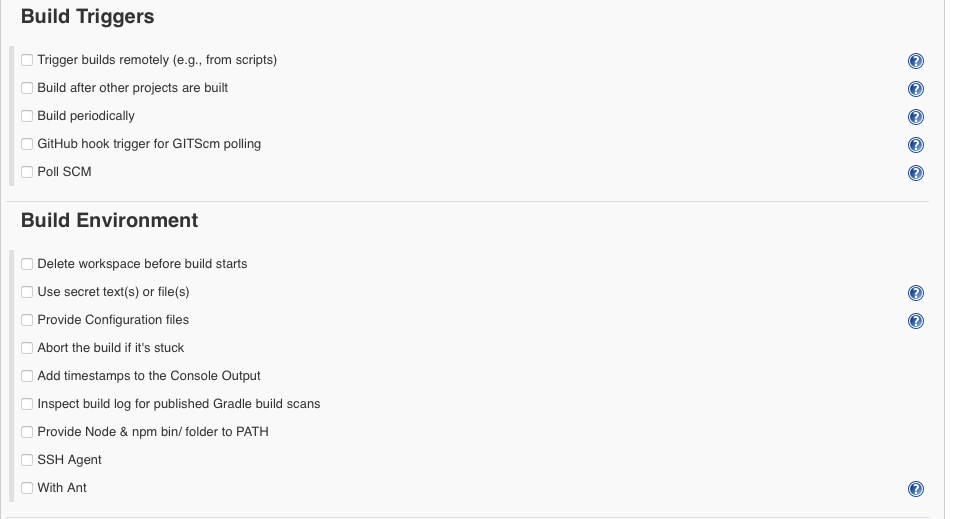 Build Triggers
Trigger builds remotely (e.g., from scripts)
Build after other projects are built
Build periodically
GitHub hook trigger for GITScm polling
Poll SCM
Build Environment
Delete workspace before build starts
Use secret text(s) or file(s)
Provide Configuration files
Abort the build if it's stuck
Add timestamps to the Console Output
Inspect build log for published Gradle build scans
Provide Node & npm bin/ folder to PATH
SSH Agent
With Ant